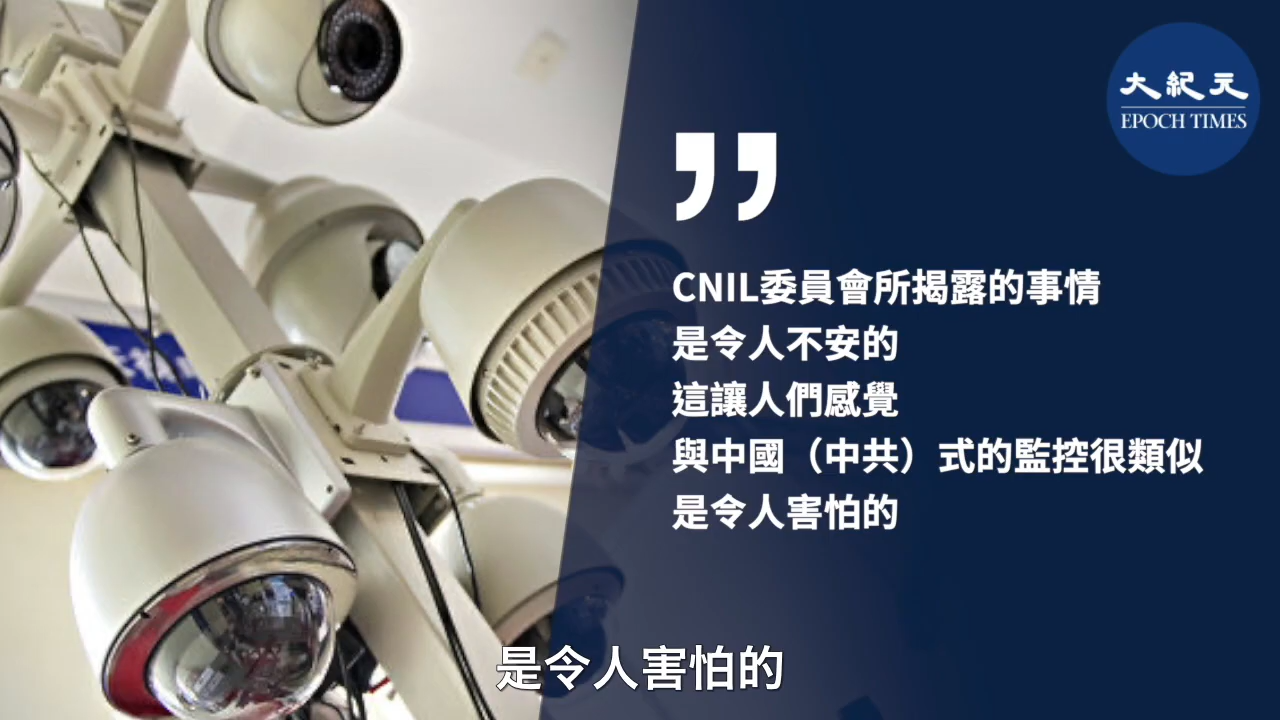 大紀元
EPOCH TIMES
CNIL委員會所揭露的事情
是令人不安的
這讓人們感覺
與中國（中共）式的監控很類似
是令人害怕的
是令人害怕的